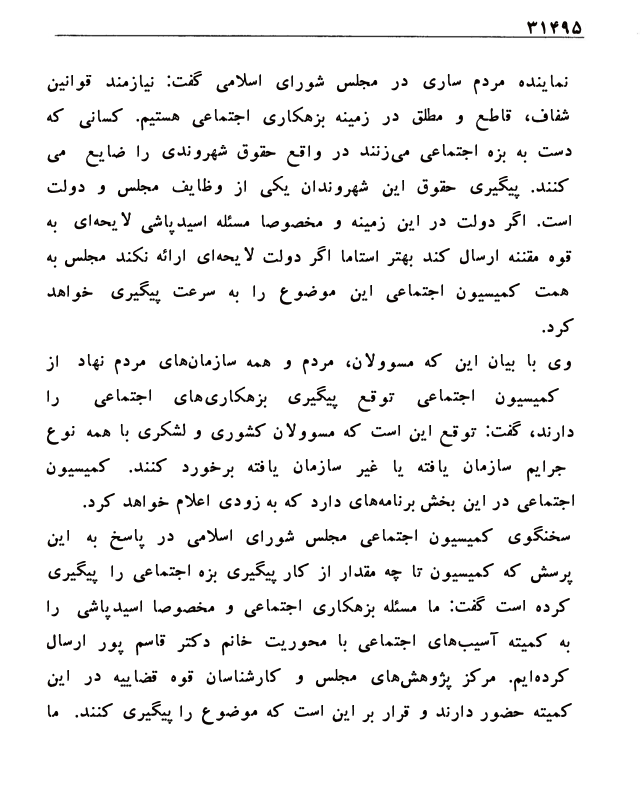 ۳۱۴۹۵
نماینده مردم ساری در مجلس شورای اسلامی گفت: نیازمند قوانین
شفاف، قاطع و مطلق در زمینه بزهکاری اجتماعی هستیم. کسانی که
دست به بزه اجتماعی می‌زنند در واقع حقوق شهروندی را ضایع می
کنند. پیگیری حقوق این شهروندان یکی از وظایف مجلس و دولت
است. اگر دولت در این زمینه و مخصوصا مسئله اسیدپاشی لایحه‌ای به
قوه مقننه ارسال کند بهتر استاما اگر دولت لایحه‌ای ارائه نکند مجلس به
همت کمیسیون اجتماعی این موضوع را به سرعت پیگیری خواهد
کرد.
وی با بیان این که مسوولان، مردم و همه سازمان‌های مردم نهاد از
کمیسیون اجتماعی توقع پیگیری بزهکاری‌های اجتماعی را
دارند، گفت: توقع این است که مسوولان کشوری و لشکری با همه نوع
جرایم سازمان یافته یا غیر سازمان یافته برخورد کنند. کمیسیون
اجتماعی در این بخش برنامه‌های دارد که به زودی اعلام خواهد کرد.
سخنگوی کمیسیون اجتماعی مجلس شورای اسلامی در پاسخ به این
پرسش که کمیسیون تا چه مقدار از کار پیگیری بزه اجتماعی را پیگیری
کرده است گفت: ما مسئله بزهکاری اجتماعی و مخصوصا اسیدپاشی را
به کمیته آسیب‌های اجتماعی با محوریت خانم دکتر قاسم پور ارسال
کرده‌ایم. مرکز پژوهش‌های مجلس و کارشناسان قوه قضاییه در این
کمیته حضور دارند و قرار بر این است که موضوع را پیگیری کنند. ما